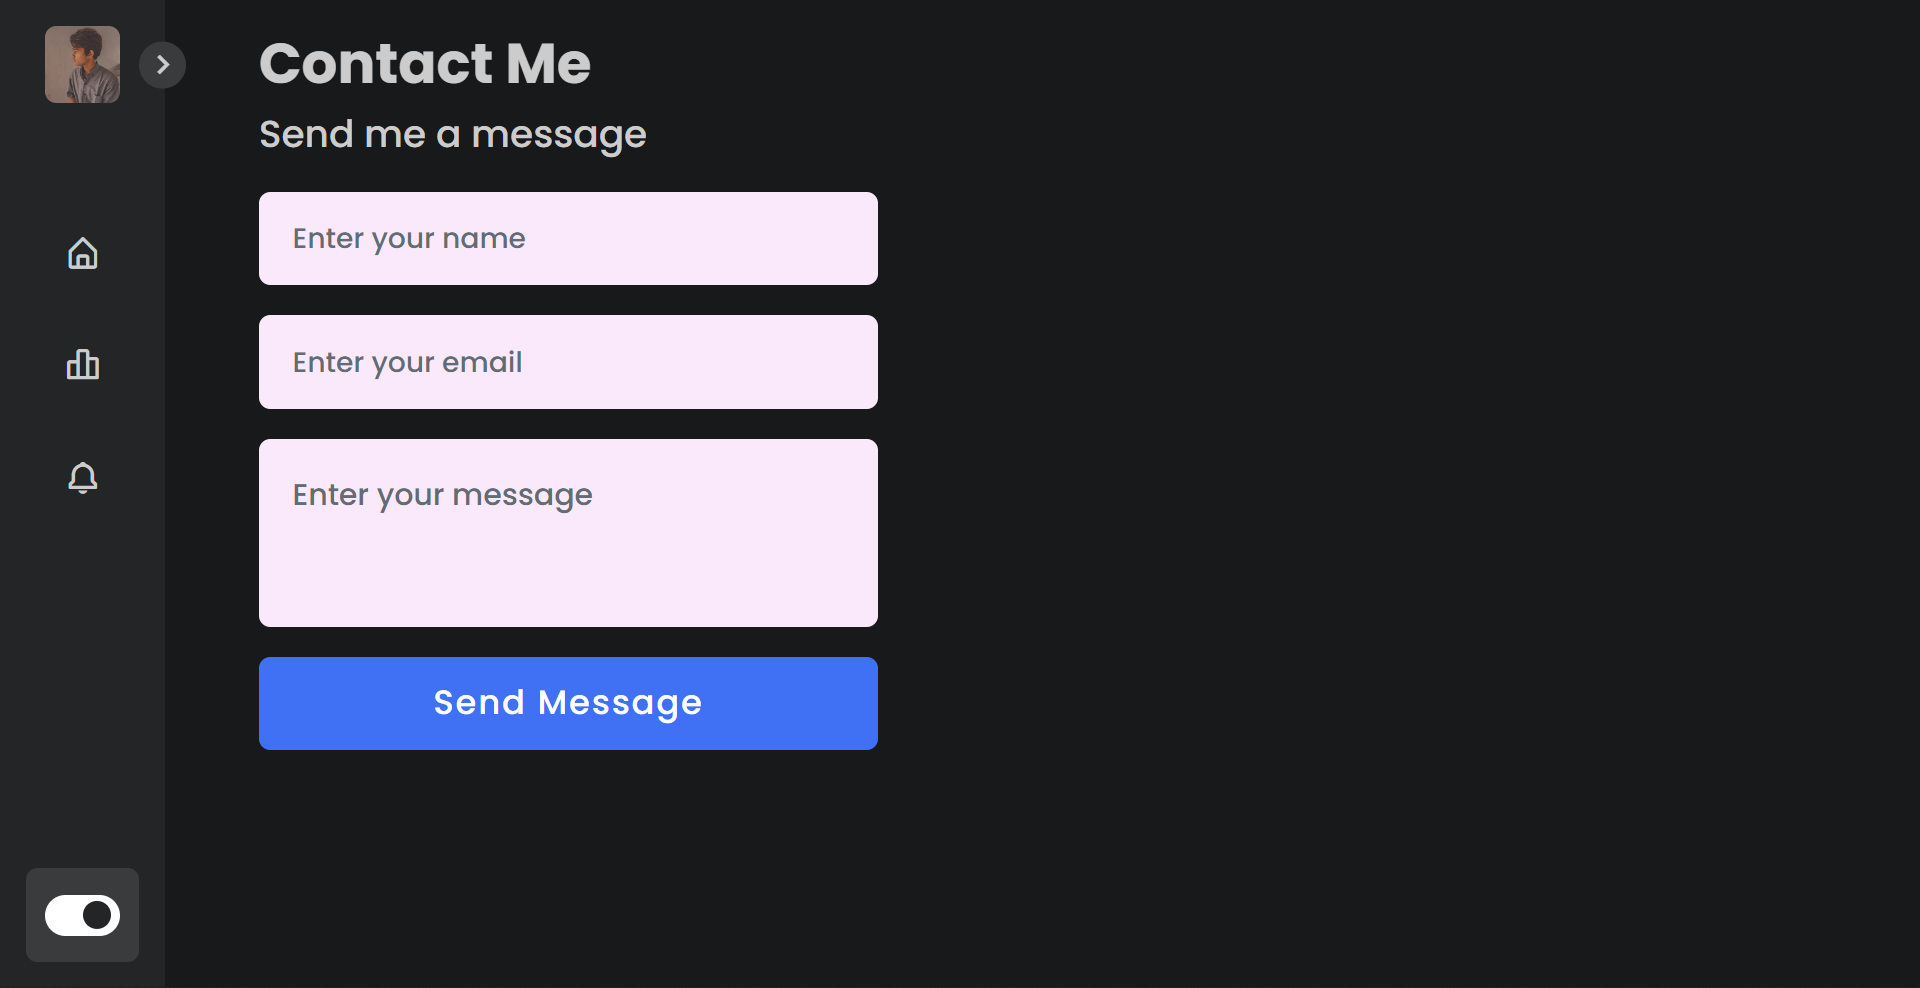 Contact Me
Send me a message
Enter your name
Enter your email
Enter your message
Send Message